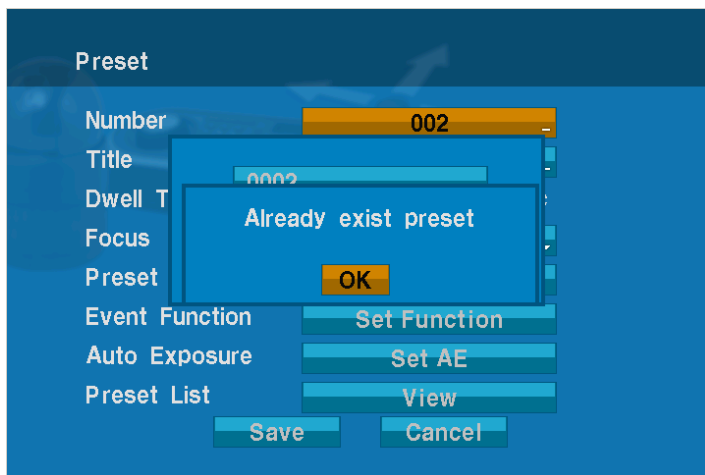 Preset
Number 002
Title
0002
Dwell T
Already exist preset
Focus
Preset
OK
Event Function Set Function
Auto Exposure Set AE
Preset List View
Save Cancel